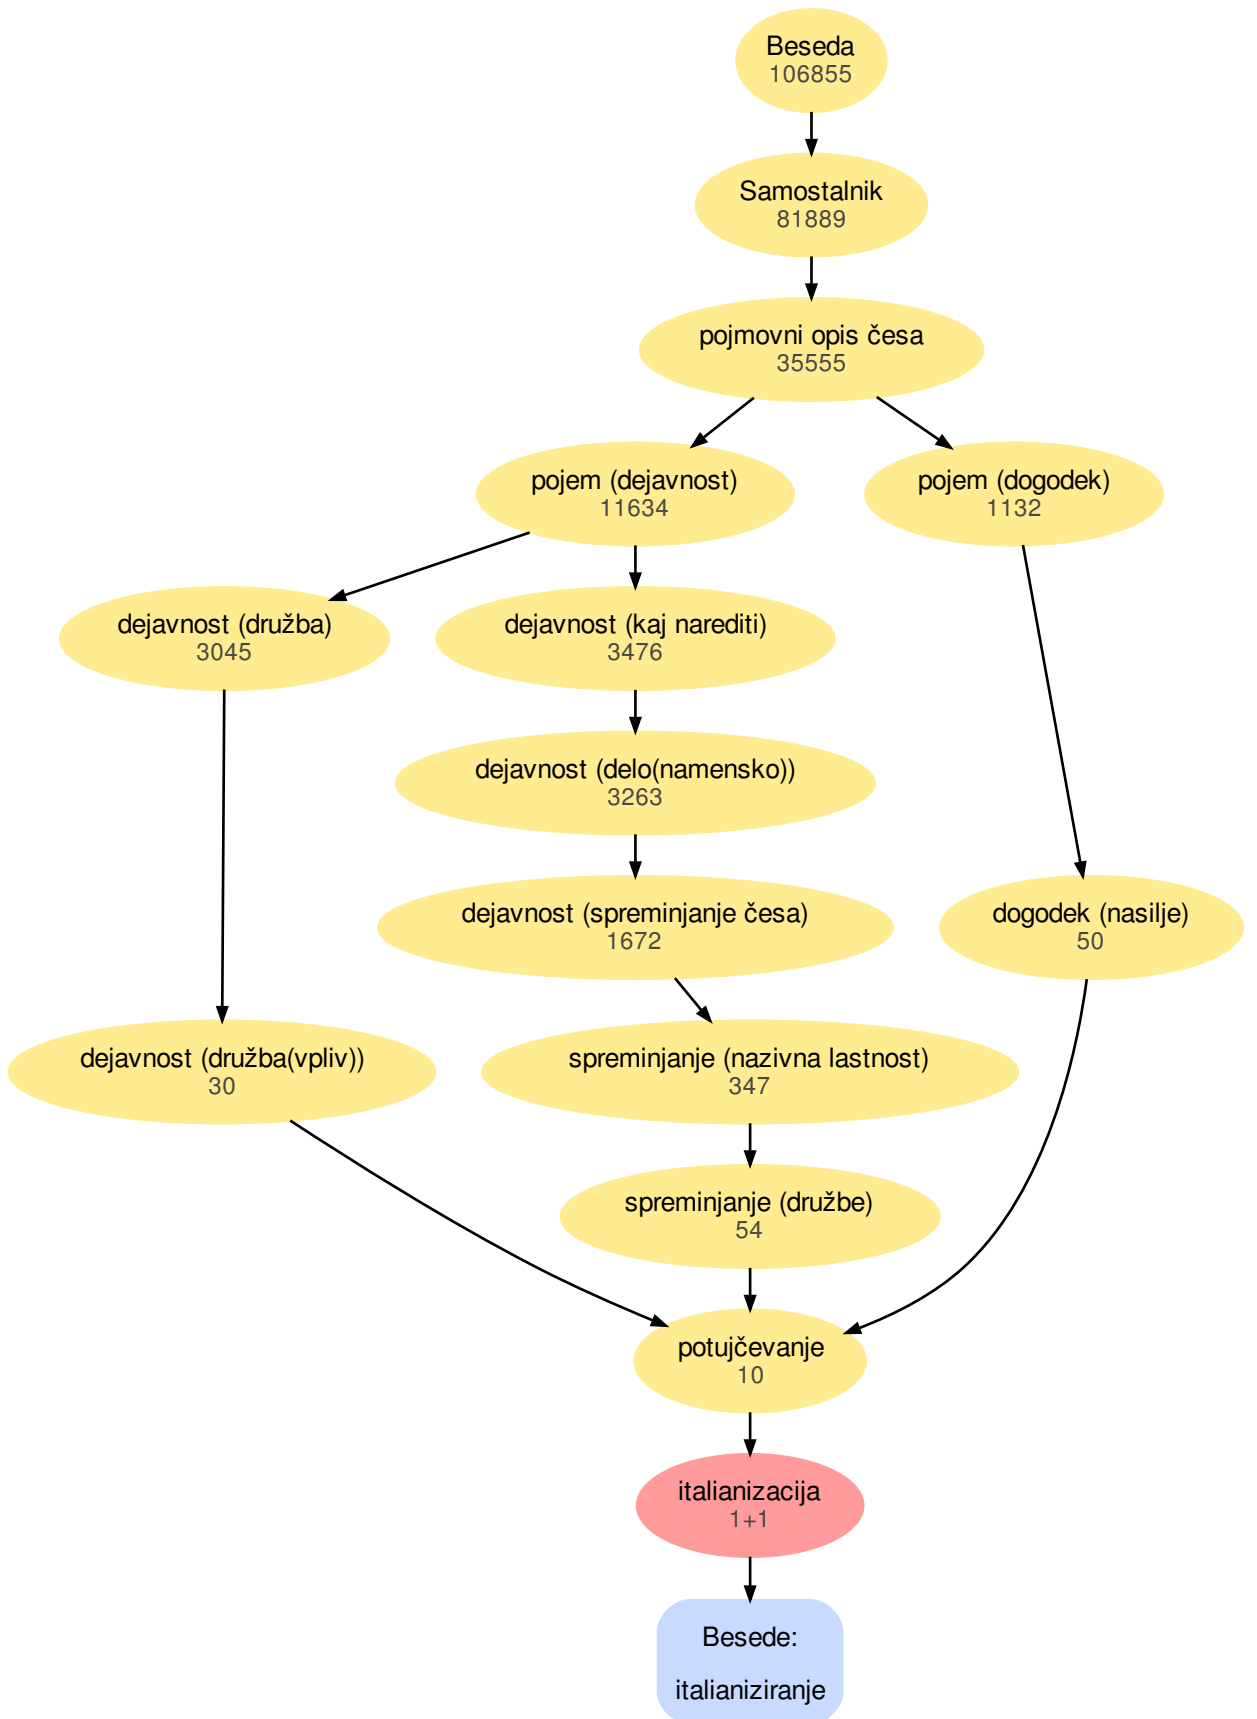 Beseda
106855
Samostalnik
81889
pojmovni opis česa
35555
pojem (dejavnost)
11634
pojem (dogodek)
1132
dejavnost (družba)
3045
dejavnost (kaj narediti)
3476
dejavnost (delo(namensko))
3263
dejavnost (spreminjanje česa)
1672
dogodek (nasilje)
50
dejavnost (družba(vpliv))
30
spreminjanje (nazivna lastnost)
347
spreminjanje (družbe)
54
potujčevanje
10
italianizacija
1+1
Besede:
italianiziranje